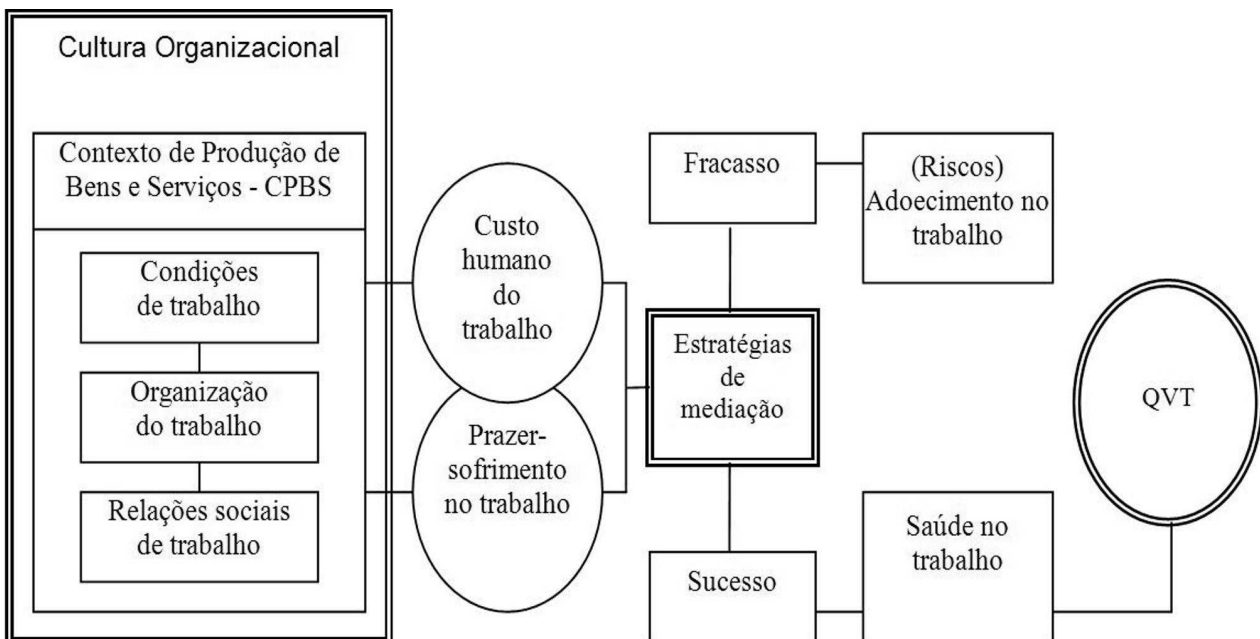 Cultura Organizacional
Contexto de Produção de
Bens e Serviços - CPBS
Condições
de trabalho
Organização
do trabalho
Relações sociais
de trabalho
Custo
humano
do
trabalho
Prazer-
sofrimento
no trabalho
Fracasso
(Riscos)
Adoecimento no
trabalho
Estratégias
de
mediação
Sucesso
Saúde no
trabalho
QVT